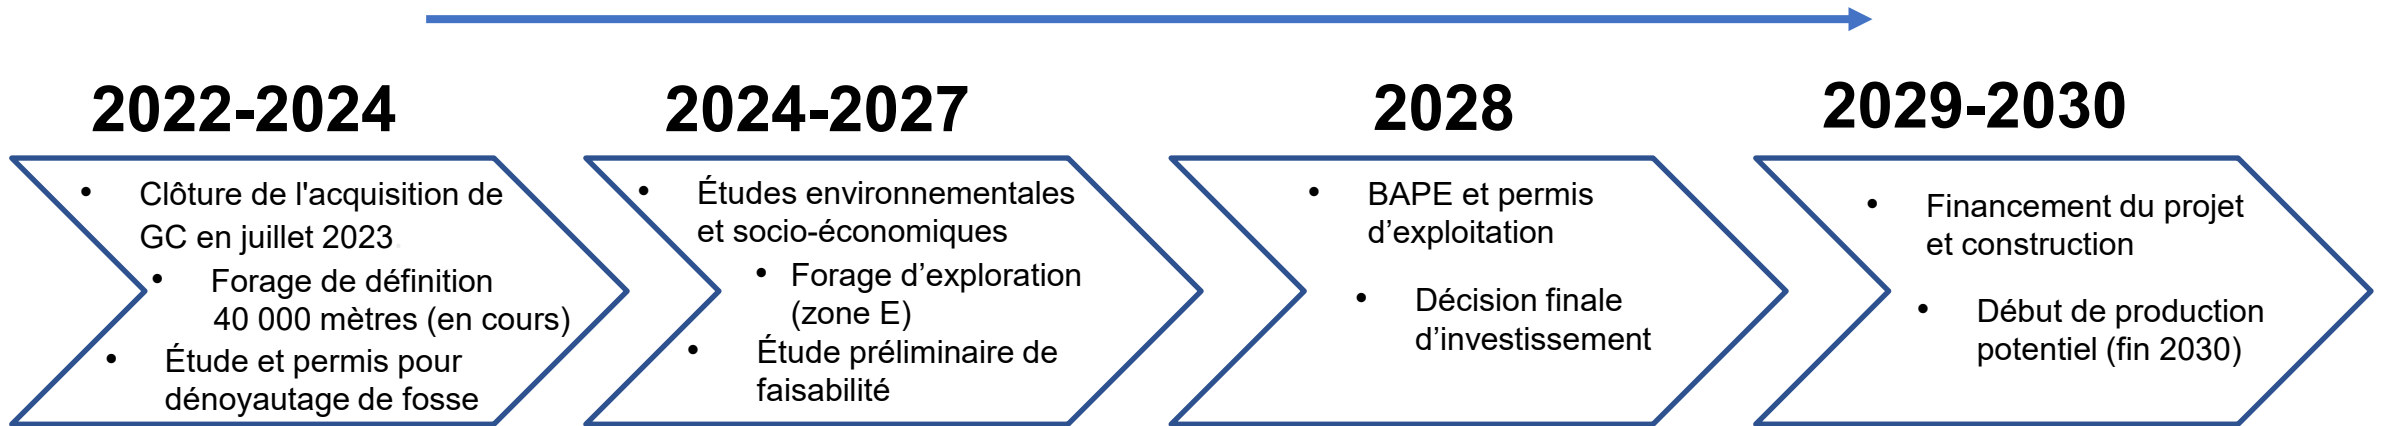 2022-2024
• Clôture de l'acquisition de
GC en juillet 2023.
• Forage de définition
40 000 mètres (en cours)
• Étude et permis pour
dénoyautage de fosse
2024-2027
• Études environnementales
et socio-économiques
• Forage d’exploration
(zone E)
• Étude préliminaire de
faisabilité
2028
• BAPE et permis
d’exploitation
• Décision finale
d’investissement
2029-2030
• Financement du projet
et construction
• Début de production
potentiel (fin 2030)